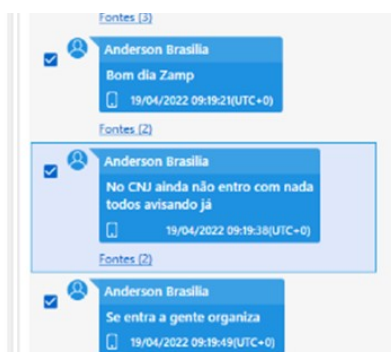 Fontes (3)
Anderson Brasilia
Bom dia Zamp
19/04/2022 09:19:21(UTC+0)
Fontes (2)
Anderson Brasilia
No CNJ ainda não entro com nada
todos avisando já
19/04/2022 09:19:38(UTC+0)
Fontes (2)
Anderson Brasilia
Se entra a gente organiza
19/04/2022 09:19:49(UTC+0)